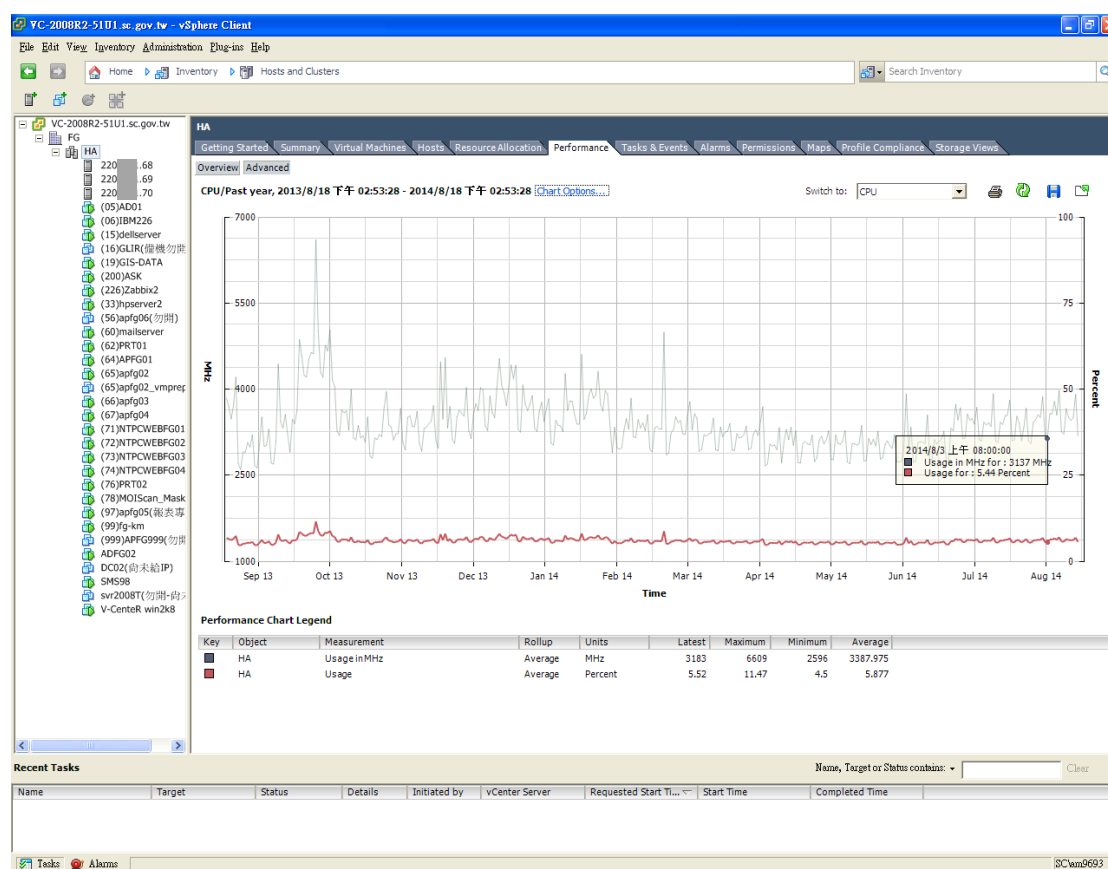 VC-2008R2-51U1.sc.gov.tw - vSphere Client
File Edit View Inventory Administration Plug-ins Help
Home Inventory Hosts and Clusters
Search Inventory
VC-2008R2-51U1.sc.gov.tw
FG
HA
220 .68
220 .69
220 .70
(05)AD01
(06)IBM226
(15)dellserver
(16)GLIR(備機勿開
(19)GIS-DATA
(200)ASK
(226)Zabbix2
(33)hpserver2
(56)apfg06(勿開)
(60)mailserver
(62)PRT01
(64)APFG01
(65)apfg02
(65)apfg02_vmprep
(66)apfg03
(67)apfg04
(71)NTPCWEBFG01
(72)NTPCWEBFG02
(73)NTPCWEBFG03
(74)NTPCWEBFG04
(76)PRT02
(78)MOIScan_Mask
(97)apfg05(報表專
(99)fg-km
(999)APFG999(勿開
ADFG02
DC02(尚未給IP)
SMS98
svr2008T(勿開-尚
V-CenteR win2k8
HA
Getting Started Summary Virtual Machines Hosts Resource Allocation Performance Tasks & Events Alarms Permissions Maps Profile Compliance Storage Views
Overview Advanced
CPU/Past year, 2013/8/18 下午 02:53:28 - 2014/8/18 下午 02:53:28 Chart Options...
Switch to: CPU
7000
5500
4000
2500
1000
MHz
100
75
50
25
0
Percent
2014/8/3 上午 08:00:00
Usage in MHz for : 3137 MHz
Usage for : 5.44 Percent
Sep 13 Oct 13 Nov 13 Dec 13 Jan 14 Feb 14 Mar 14 Apr 14 May 14 Jun 14 Jul 14 Aug 14
Time
Performance Chart Legend
Key Object Measurement Rollup Units Latest Maximum Minimum Average
HA Usage in MHz Average MHz 3183 6609 2596 3387.975
HA Usage Average Percent 5.52 11.47 4.5 5.877
Recent Tasks
Name, Target or Status contains: Clear
Name Target Status Details Initiated by vCenter Server Requested Start Ti... Start Time Completed Time
Tasks Alarms
SC\am9693